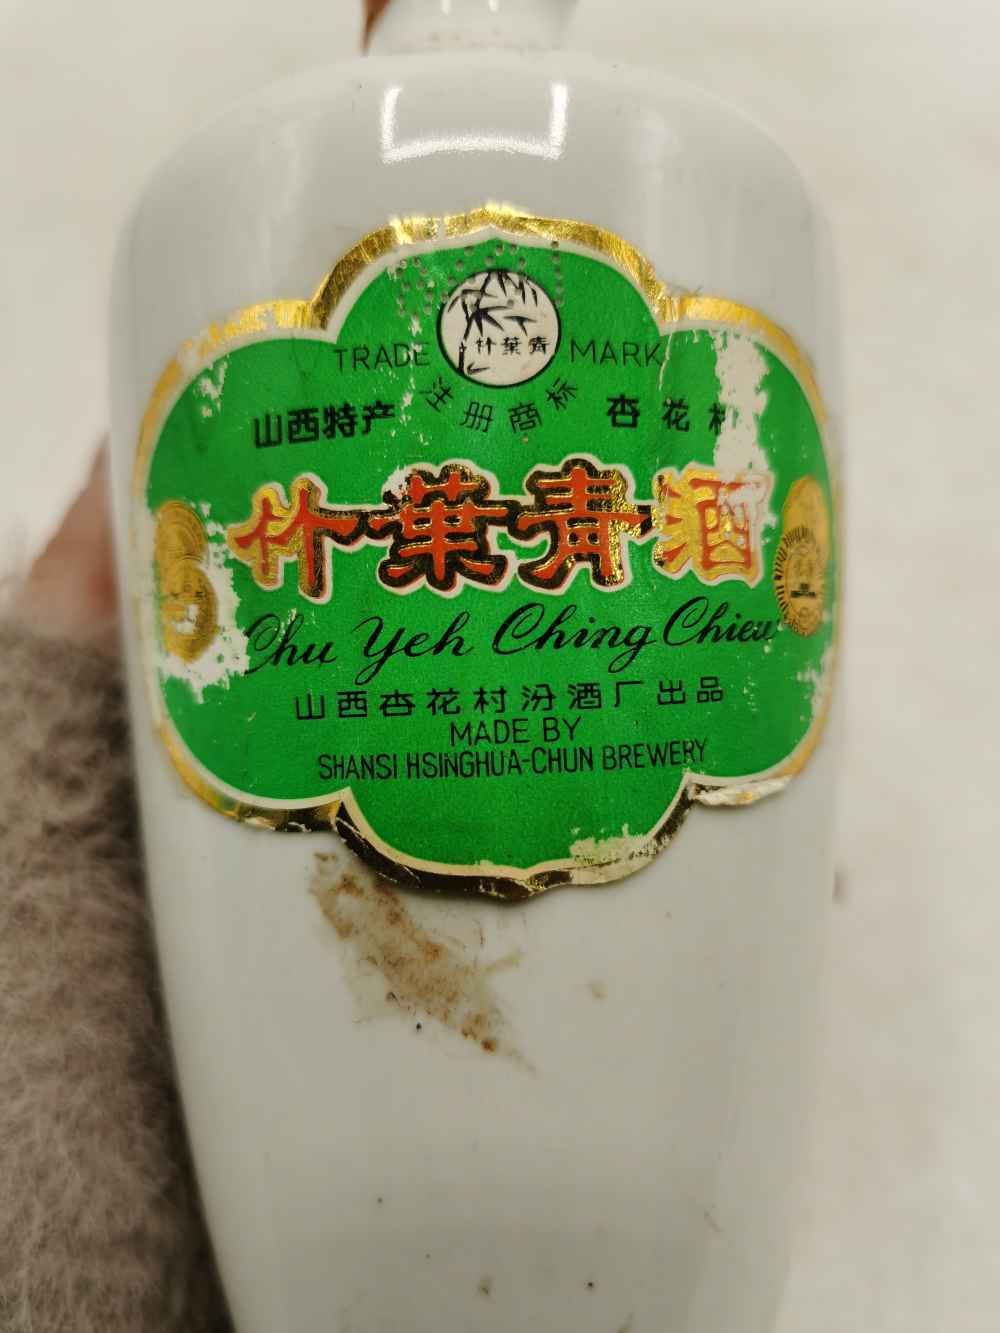 竹葉青
TRADE MARK
注册商标
山西特产 杏花村
竹葉青酒
Chu Yeh Ching Chiew
山西杏花村汾酒厂出品
MADE BY
SHANSI HSINGHUA-CHUN BREWERY